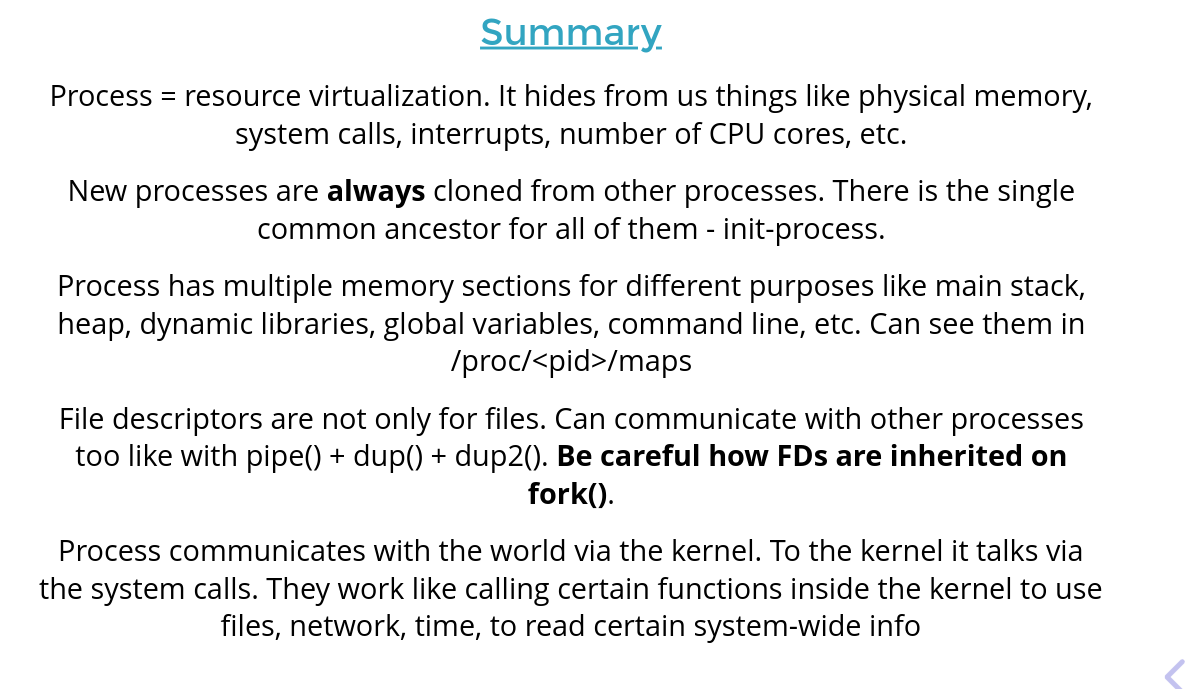 Summary
Process = resource virtualization. It hides from us things like physical memory,
system calls, interrupts, number of CPU cores, etc.
New processes are always cloned from other processes. There is the single
common ancestor for all of them - init-process.
Process has multiple memory sections for different purposes like main stack,
heap, dynamic libraries, global variables, command line, etc. Can see them in
/proc/<pid>/maps
File descriptors are not only for files. Can communicate with other processes
too like with pipe() + dup() + dup2(). Be careful how FDs are inherited on
fork().
Process communicates with the world via the kernel. To the kernel it talks via
the system calls. They work like calling certain functions inside the kernel to use
files, network, time, to read certain system-wide info